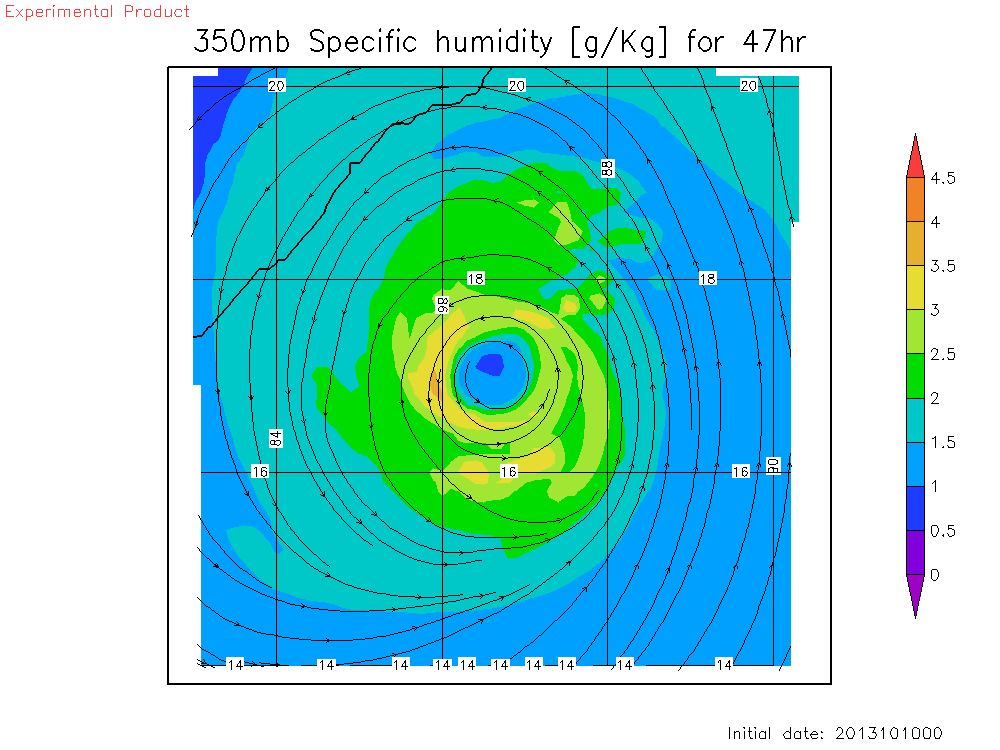 Experimental Product
350mb Specific humidity [g/Kg] for 47hr
20 20 20
88
18 18
86
84
16 16 16
90
14 14 14 14 14 14 14 14 14 14
4.5
4
3.5
3
2.5
2
1.5
1
0.5
0
Initial date: 2013101000